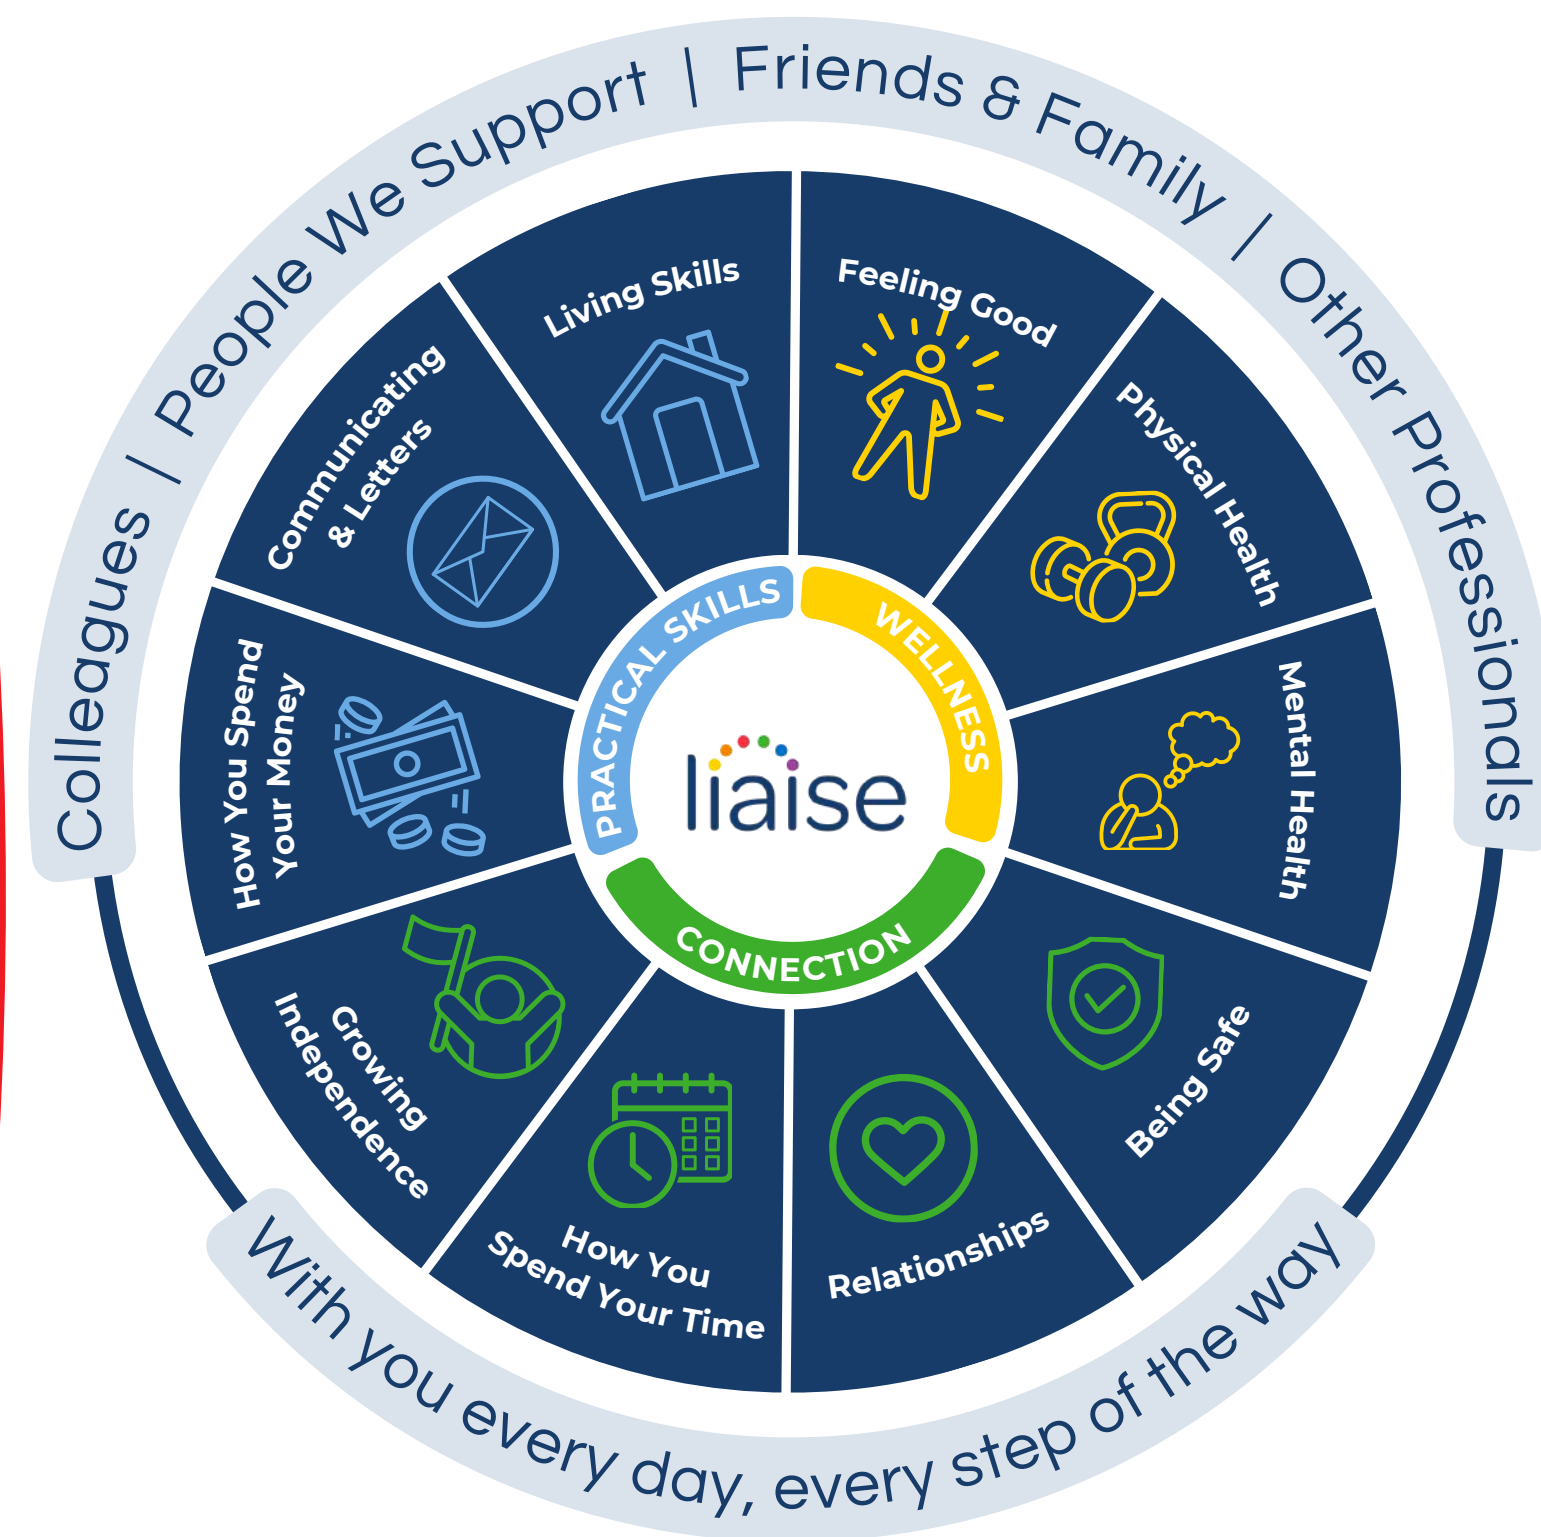 Colleagues | People We Support | Friends & Family | Other Professionals
Living Skills
Feeling Good
Physical Health
Mental Health
Being Safe
Relationships
How You
Spend Your Time
Growing
Independence
How You Spend
Your Money
Communicating
& Letters
PRACTICAL SKILLS
WELLNESS
CONNECTION
liaise
With you every day, every step of the way